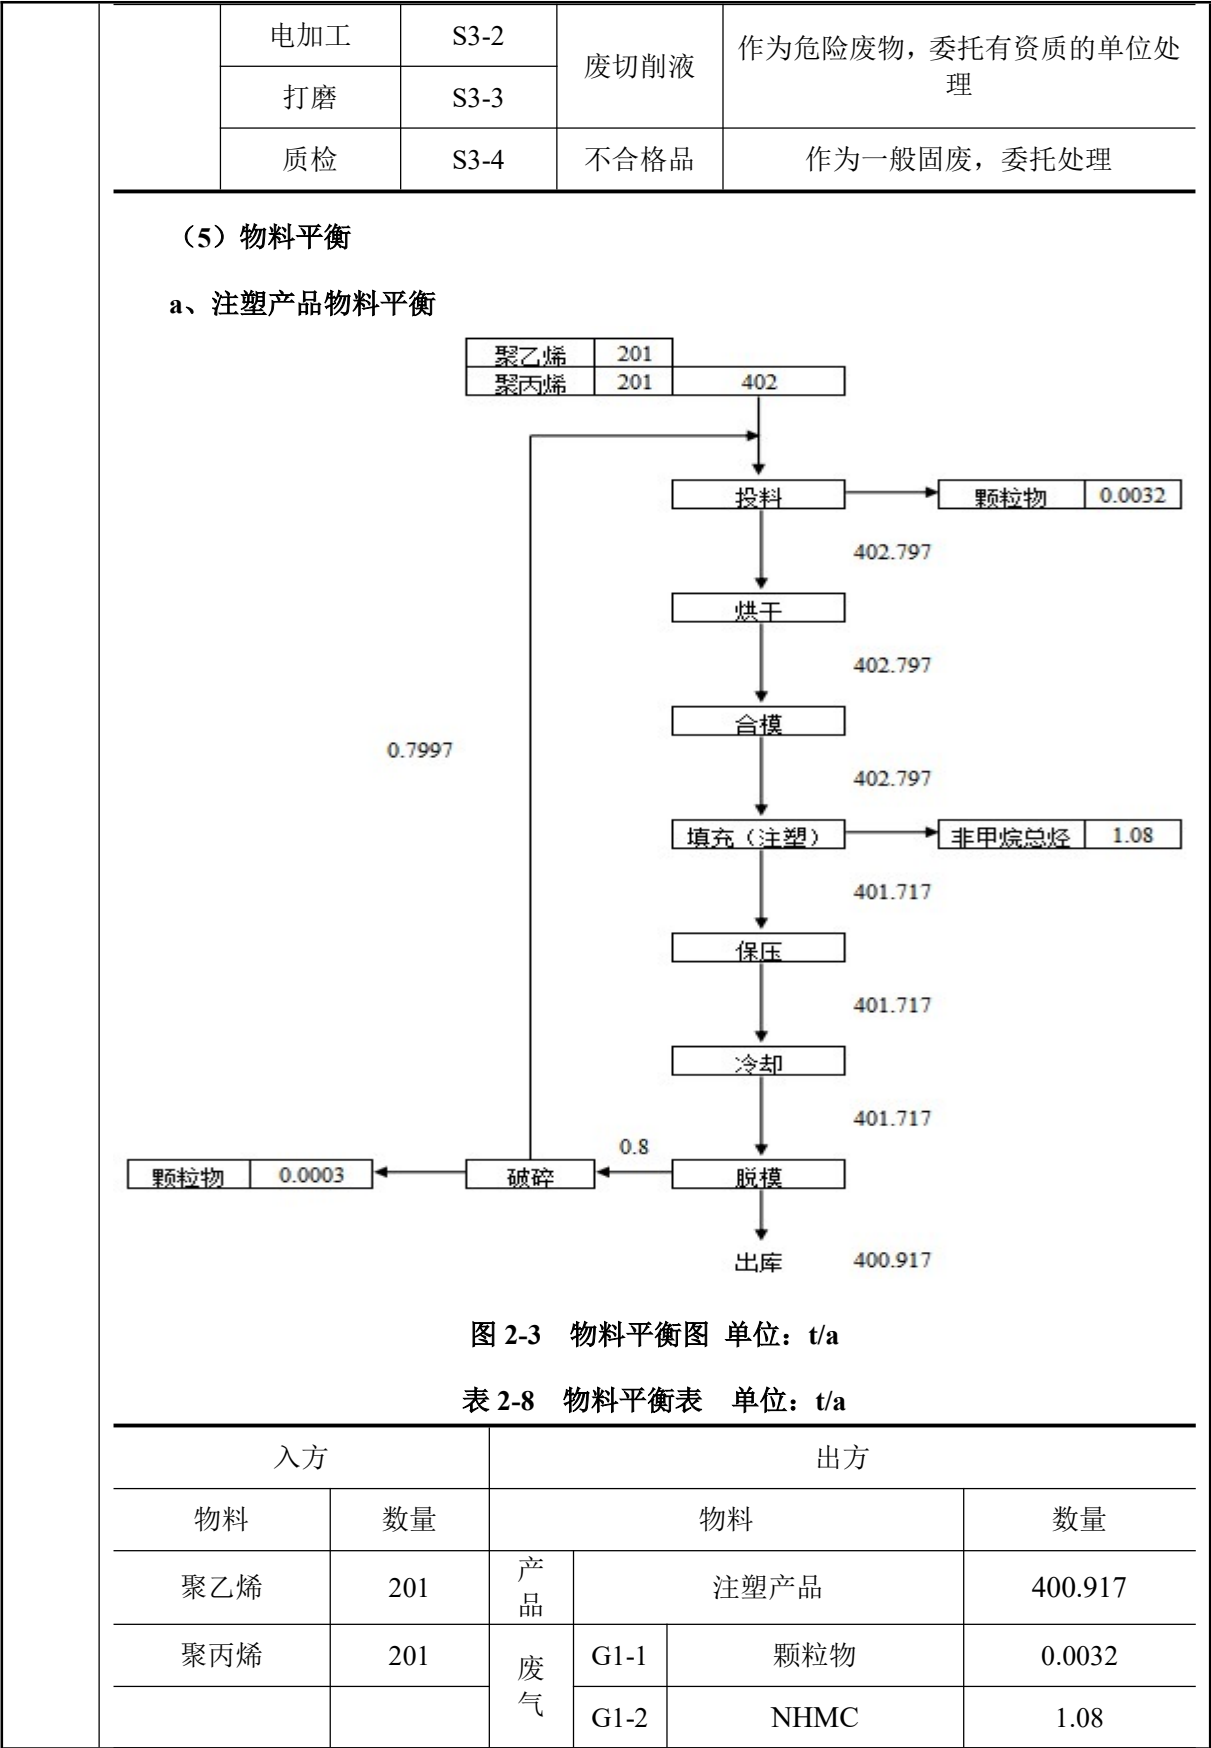 电加工 S3-2 废切削液 作为危险废物，委托有资质的单位处
理
打磨 S3-3
质检 S3-4 不合格品 作为一般固废，委托处理
（5）物料平衡
a、注塑产品物料平衡
聚乙烯 201
聚丙烯 201 402
投料 颗粒物 0.0032
402.797
烘干
402.797
合模
0.7997
402.797
填充（注塑） 非甲烷总烃 1.08
401.717
保压
401.717
冷却
401.717
0.8
颗粒物 0.0003 破碎 脱模
出库 400.917
图 2-3 物料平衡图 单位：t/a
表 2-8 物料平衡表 单位：t/a
入方 出方
物料 数量 物料 数量
聚乙烯 201 产品 注塑产品 400.917
聚丙烯 201 废气 G1-1 颗粒物 0.0032
G1-2 NHMC 1.08